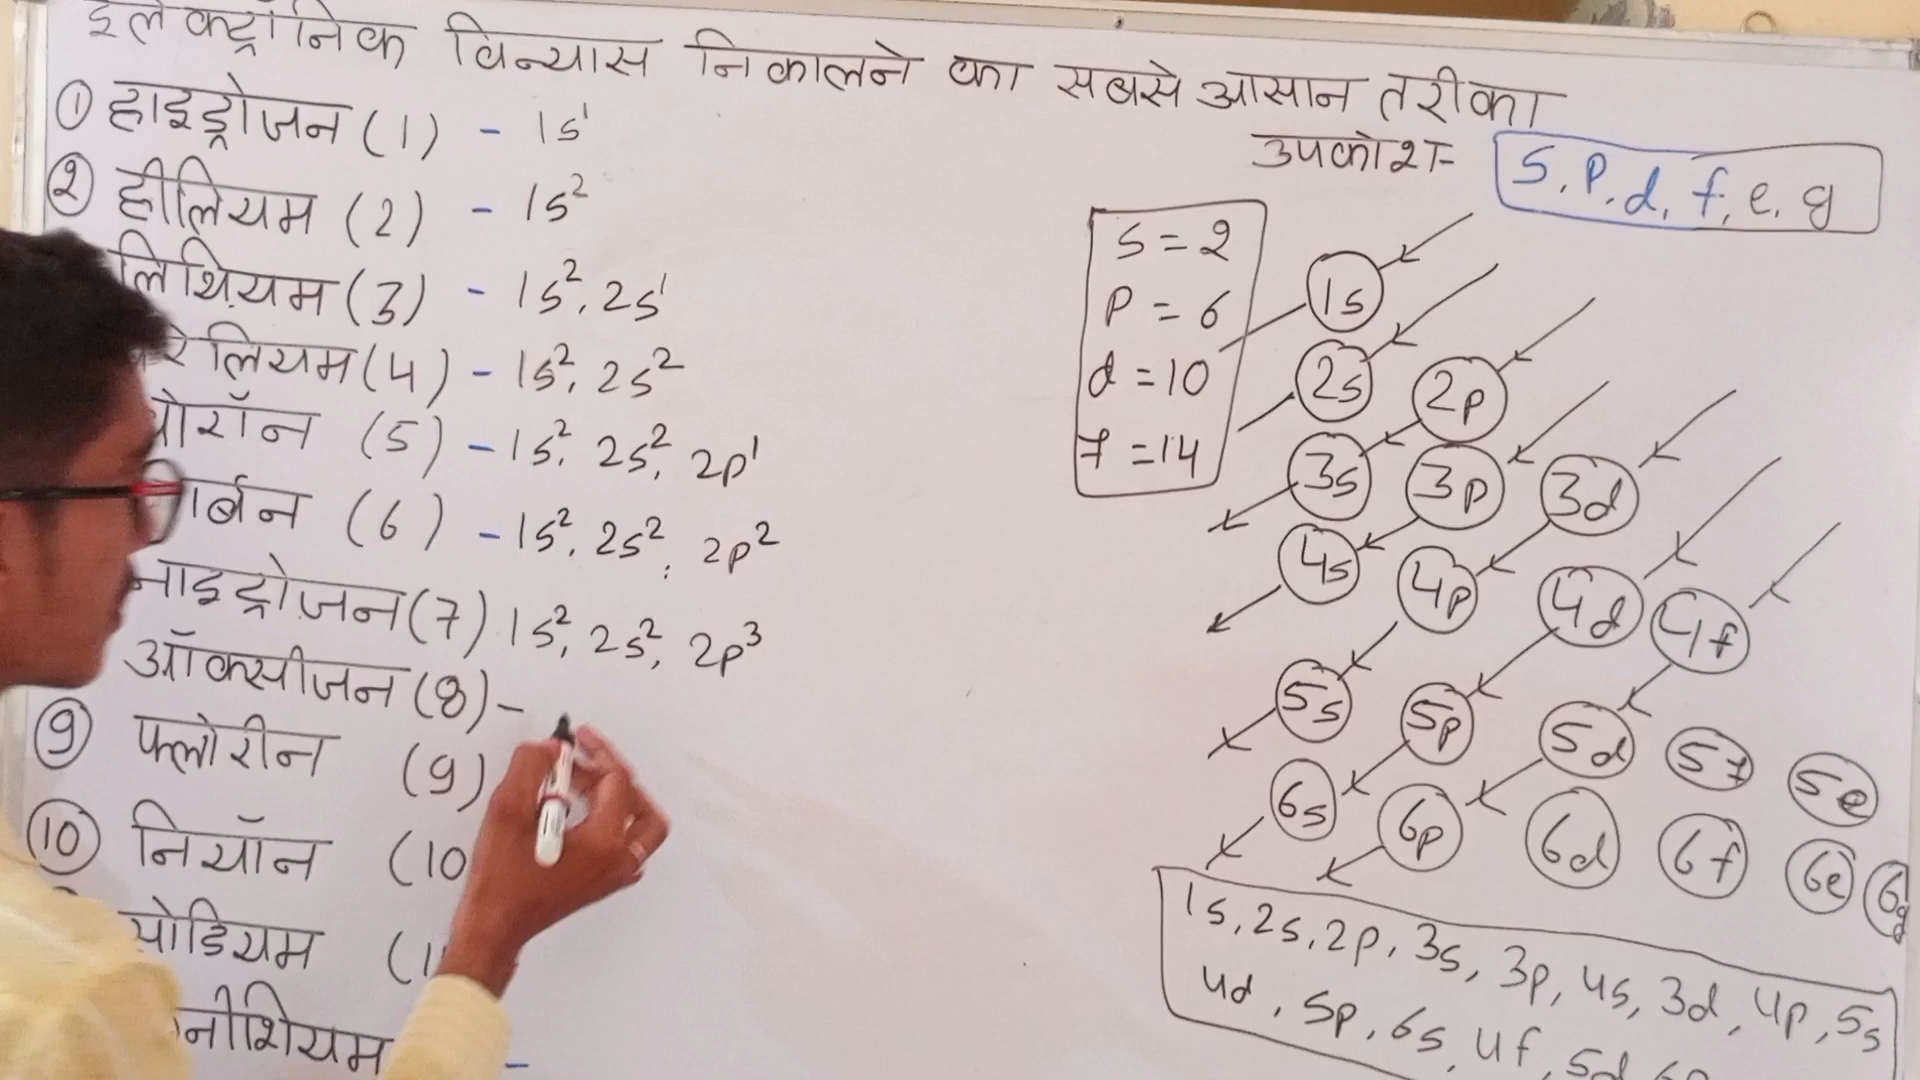 इलेक्ट्रॉनिक विन्यास निकालने का सबसे आसान तरीका
① हाइड्रोजन (1) - 1s¹
② हीलियम (2) - 1s²
लिथियम (3) - 1s², 2s¹
लियम (4) - 1s², 2s²
बोरॉन (5) - 1s², 2s², 2p¹
कार्बन (6) - 1s², 2s², 2p²
नाइट्रोजन (7) 1s², 2s², 2p³
ऑक्सीजन (8) -
⑨ फ्लोरीन (9)
⑩ नियॉन (10
सोडियम (1
नीशियम -
उपकोश- s, p, d, f, e, g
s = 2
p = 6
d = 10
f = 14
1s
2s 2p
3s 3p 3d
4s 4p 4d 4f
5s 5p 5d 5f 5e
6s 6p 6d 6f 6e 6g
1s, 2s, 2p, 3s, 3p, 4s, 3d, 4p, 5s
4d, 5p, 6s, 4f, 5d